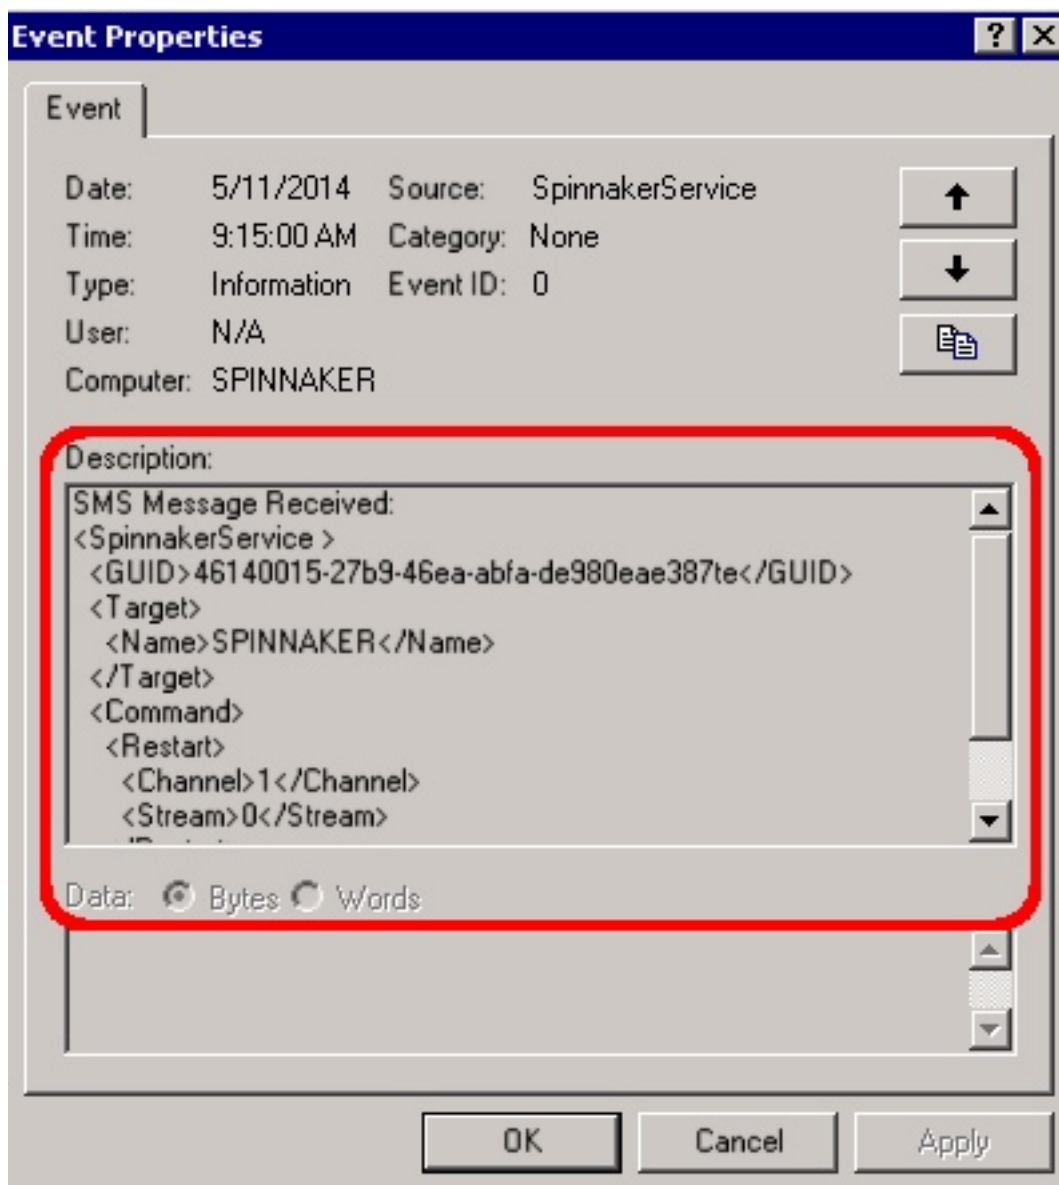 Event Properties
Event
Date: 5/11/2014 Source: SpinnakerService
Time: 9:15:00 AM Category: None
Type: Information Event ID: 0
User: N/A
Computer: SPINNAKER
Description:
SMS Message Received:
<SpinnakerService >
<GUID>46140015-27b9-46ea-abfa-de980eae387te</GUID>
<Target>
<Name>SPINNAKER</Name>
</Target>
<Command>
<Restart>
<Channel>1</Channel>
<Stream>0</Stream>
Data: Bytes Words
OK Cancel Apply